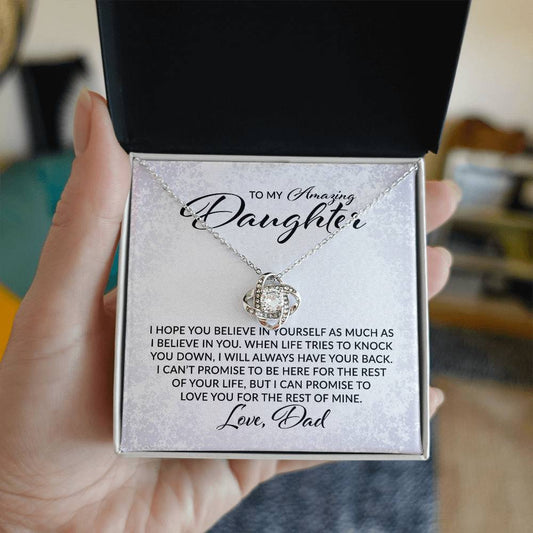 TO MY Amazing
Daughter
I HOPE YOU BELIEVE IN YOURSELF AS MUCH AS
I BELIEVE IN YOU. WHEN LIFE TRIES TO KNOCK
YOU DOWN, I WILL ALWAYS HAVE YOUR BACK.
I CAN'T PROMISE TO BE HERE FOR THE REST
OF YOUR LIFE, BUT I CAN PROMISE TO
LOVE YOU FOR THE REST OF MINE.
Love, Dad